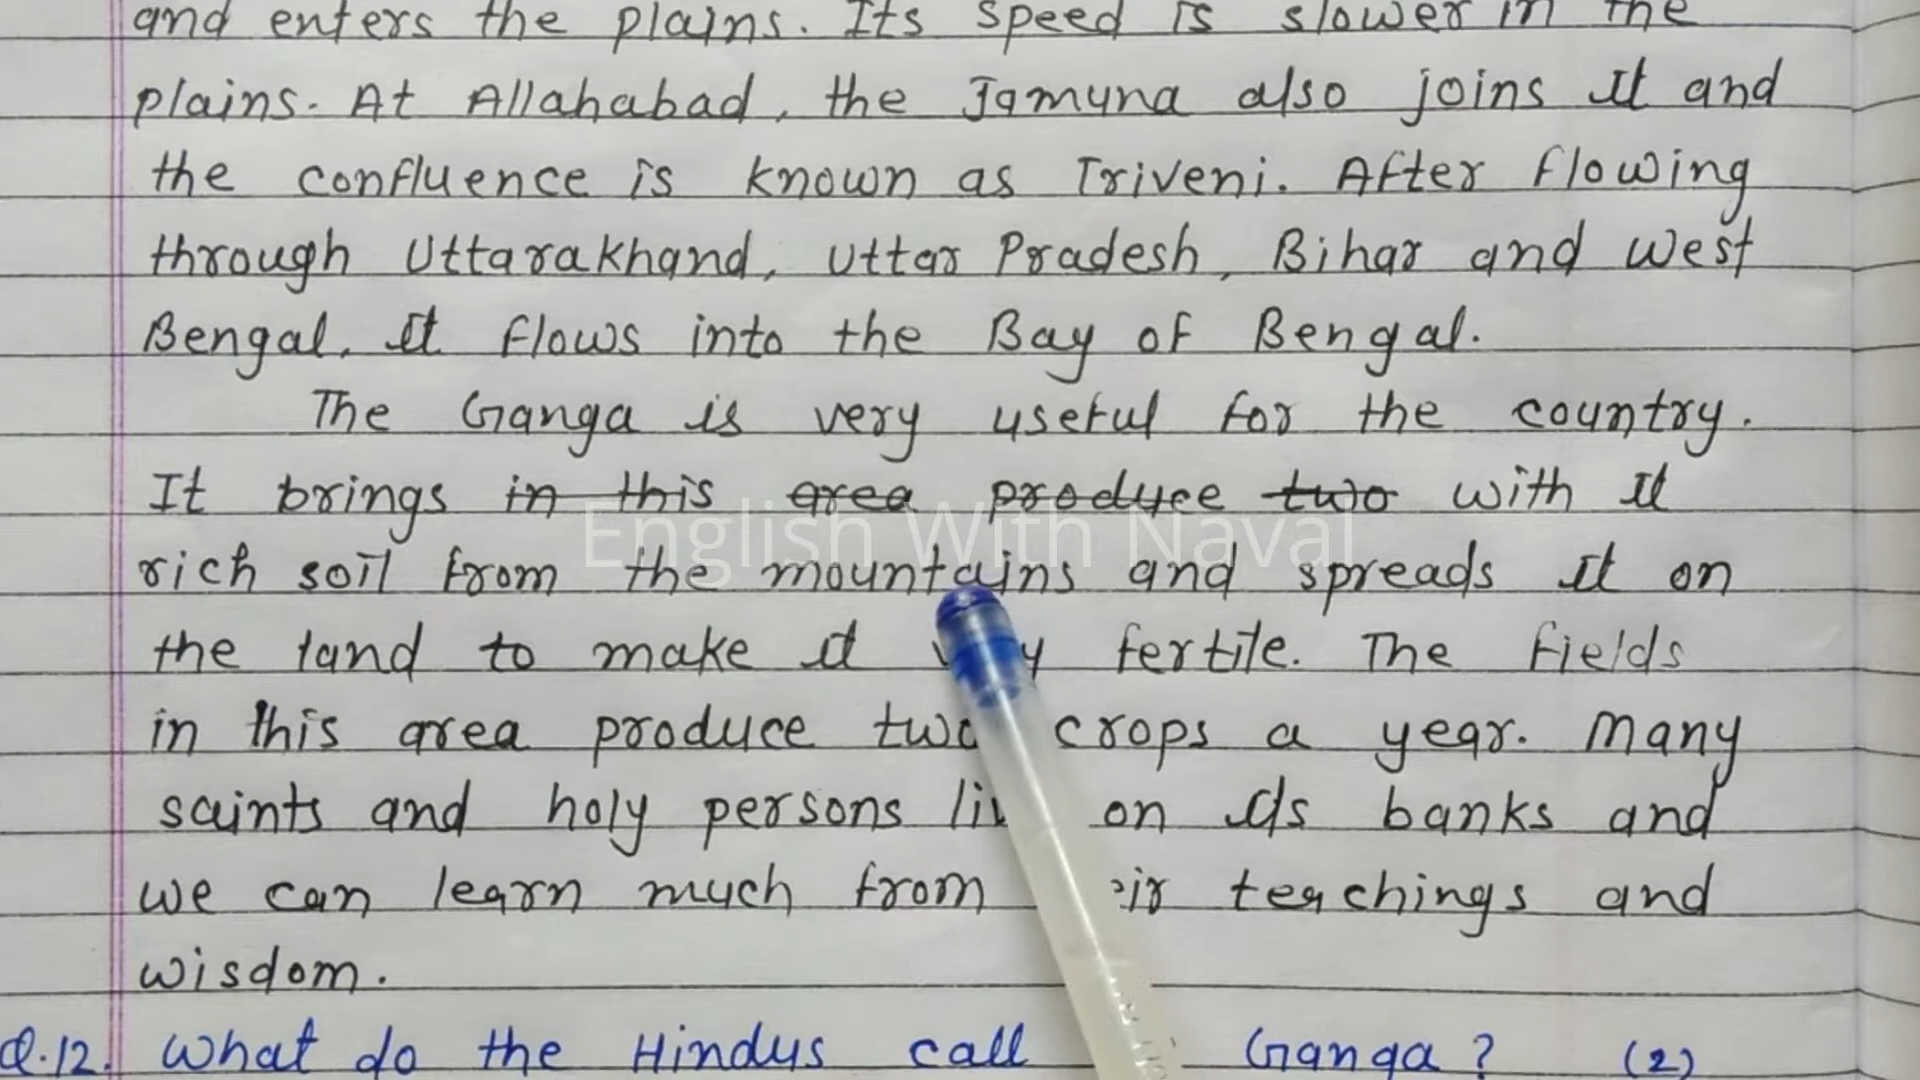 and enters the plains. Its speed is slower in the
plains. At Allahabad, the Jamuna also joins it and
the confluence is known as Triveni. After flowing
through Uttarakhand, Uttar Pradesh, Bihar and West
Bengal, it flows into the Bay of Bengal.
The Ganga is very useful for the country.
It brings in this area produce two with it
English With Naval
rich soil from the mountains and spreads it on
the land to make it fertile. The fields
in this area produce two crops a year. Many
saints and holy persons on its banks and
we can learn much from teachings and
wisdom.
Q.12. What do the Hindus call Ganga? (2)